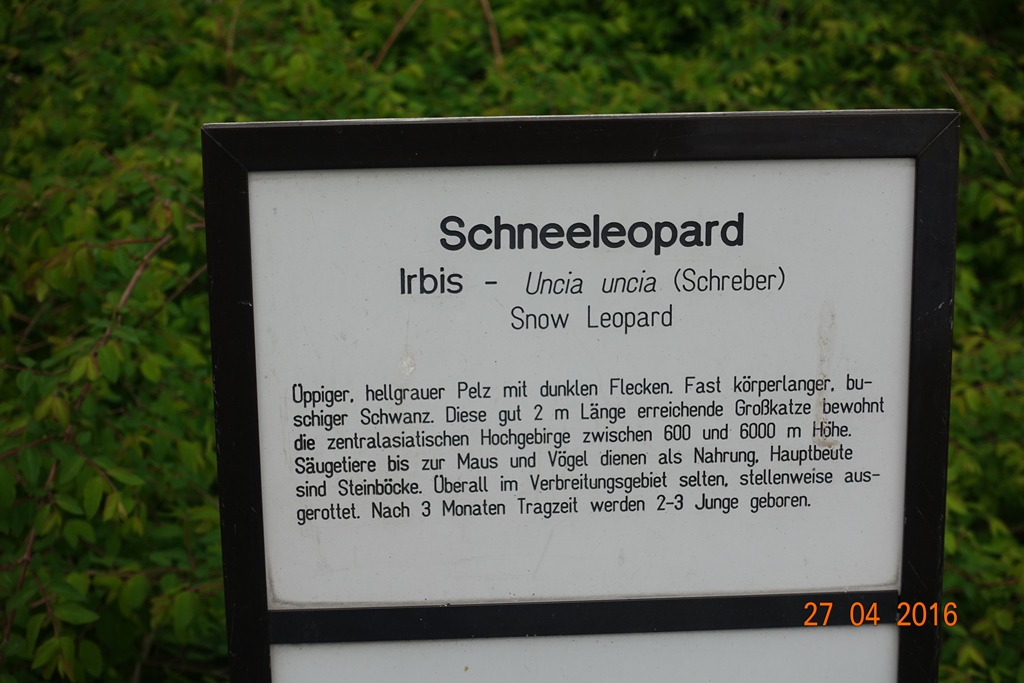 Schneeleopard
Irbis - Uncia uncia (Schreber)
Snow Leopard
Üppiger, hellgrauer Pelz mit dunklen Flecken. Fast körperlanger, bu-
schiger Schwanz. Diese gut 2 m Länge erreichende Großkatze bewohnt
die zentralasiatischen Hochgebirge zwischen 600 und 6000 m Höhe.
Säugetiere bis zur Maus und Vögel dienen als Nahrung, Hauptbeute
sind Steinböcke. Überall im Verbreitungsgebiet selten, stellenweise aus-
gerottet. Nach 3 Monaten Tragzeit werden 2-3 Junge geboren.
27 04 2016